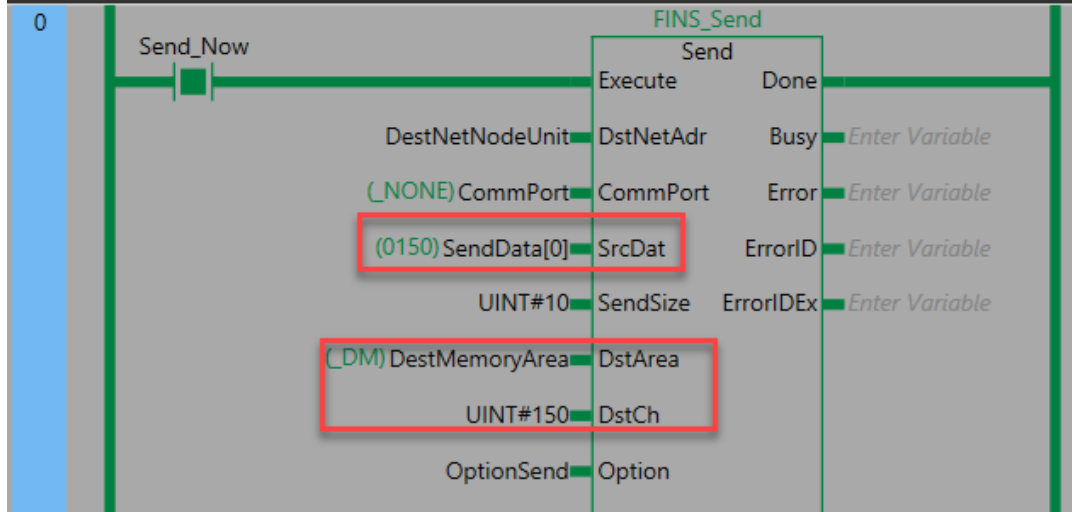 0
FINS_Send
Send_Now
Send
Execute Done
DestNetNodeUnit DstNetAdr Busy Enter Variable
(_NONE) CommPort CommPort Error Enter Variable
(0150) SendData[0] SrcDat ErrorID Enter Variable
UINT#10 SendSize ErrorIDEx Enter Variable
(_DM) DestMemoryArea DstArea
UINT#150 DstCh
OptionSend Option